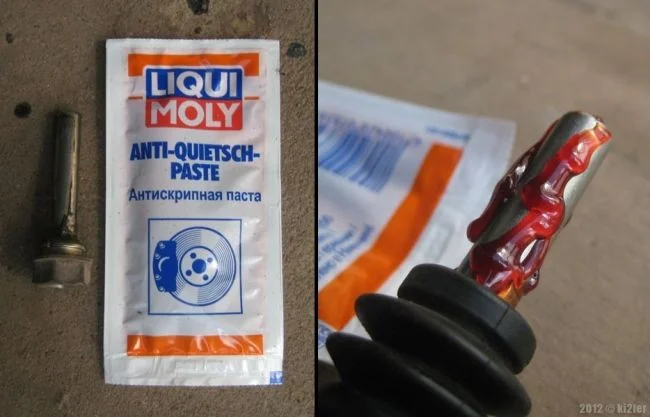 LIQUI
MOLY
ANTI-QUIETSCH-
PASTE
Антискрипная паста
2012 © ki2ler